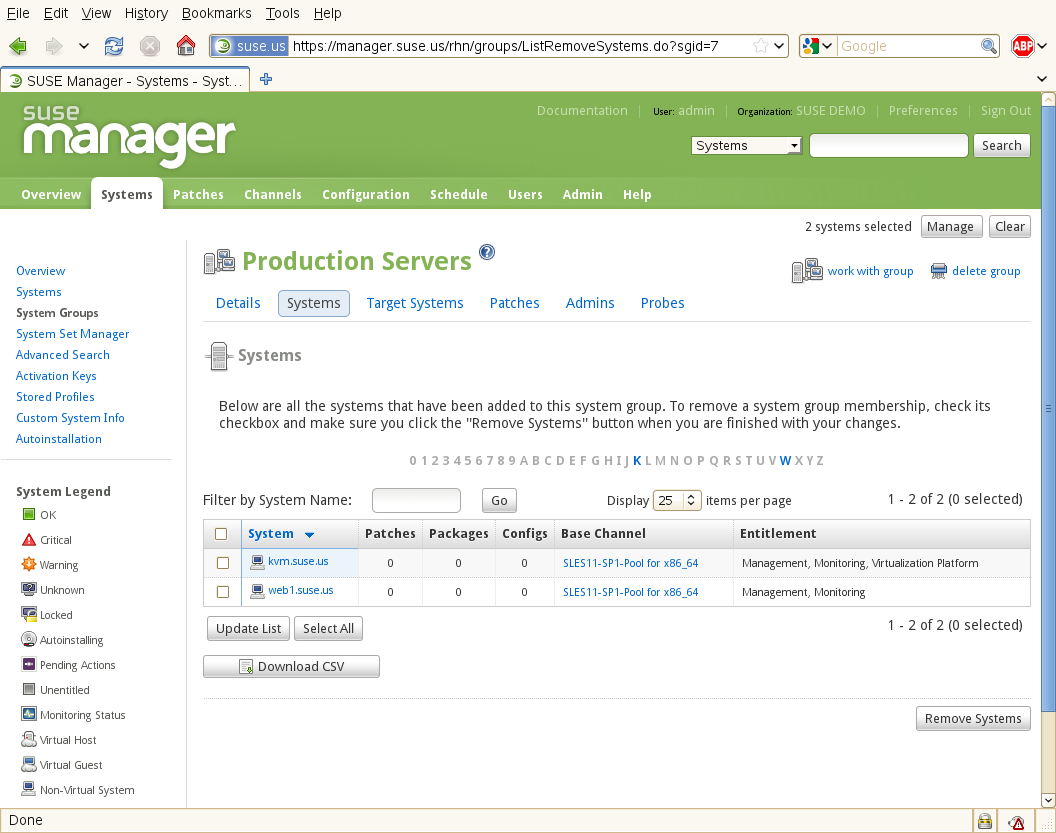 File Edit View History Bookmarks Tools Help
suse.us https://manager.suse.us/rhn/groups/ListRemoveSystems.do?sgid=7
Google
ABP
SUSE Manager - Systems - Syst...
suse manager
Documentation | User: admin | Organization: SUSE DEMO | Preferences | Sign Out
Systems Search
Overview Systems Patches Channels Configuration Schedule Users Admin Help
2 systems selected Manage Clear
Overview
Systems
System Groups
System Set Manager
Advanced Search
Activation Keys
Stored Profiles
Custom System Info
Autoinstallation
System Legend
OK
Critical
Warning
Unknown
Locked
Autoinstalling
Pending Actions
Unentitled
Monitoring Status
Virtual Host
Virtual Guest
Non-Virtual System
Production Servers ?
work with group delete group
Details Systems Target Systems Patches Admins Probes
Systems
Below are all the systems that have been added to this system group. To remove a system group membership, check its
checkbox and make sure you click the "Remove Systems" button when you are finished with your changes.
0 1 2 3 4 5 6 7 8 9 A B C D E F G H I J K L M N O P Q R S T U V W X Y Z
Filter by System Name: Go Display 25 items per page 1 - 2 of 2 (0 selected)
System Patches Packages Configs Base Channel Entitlement
kvm.suse.us 0 0 0 SLES11-SP1-Pool for x86_64 Management, Monitoring, Virtualization Platform
web1.suse.us 0 0 0 SLES11-SP1-Pool for x86_64 Management, Monitoring
Update List Select All 1 - 2 of 2 (0 selected)
Download CSV
Remove Systems
Done